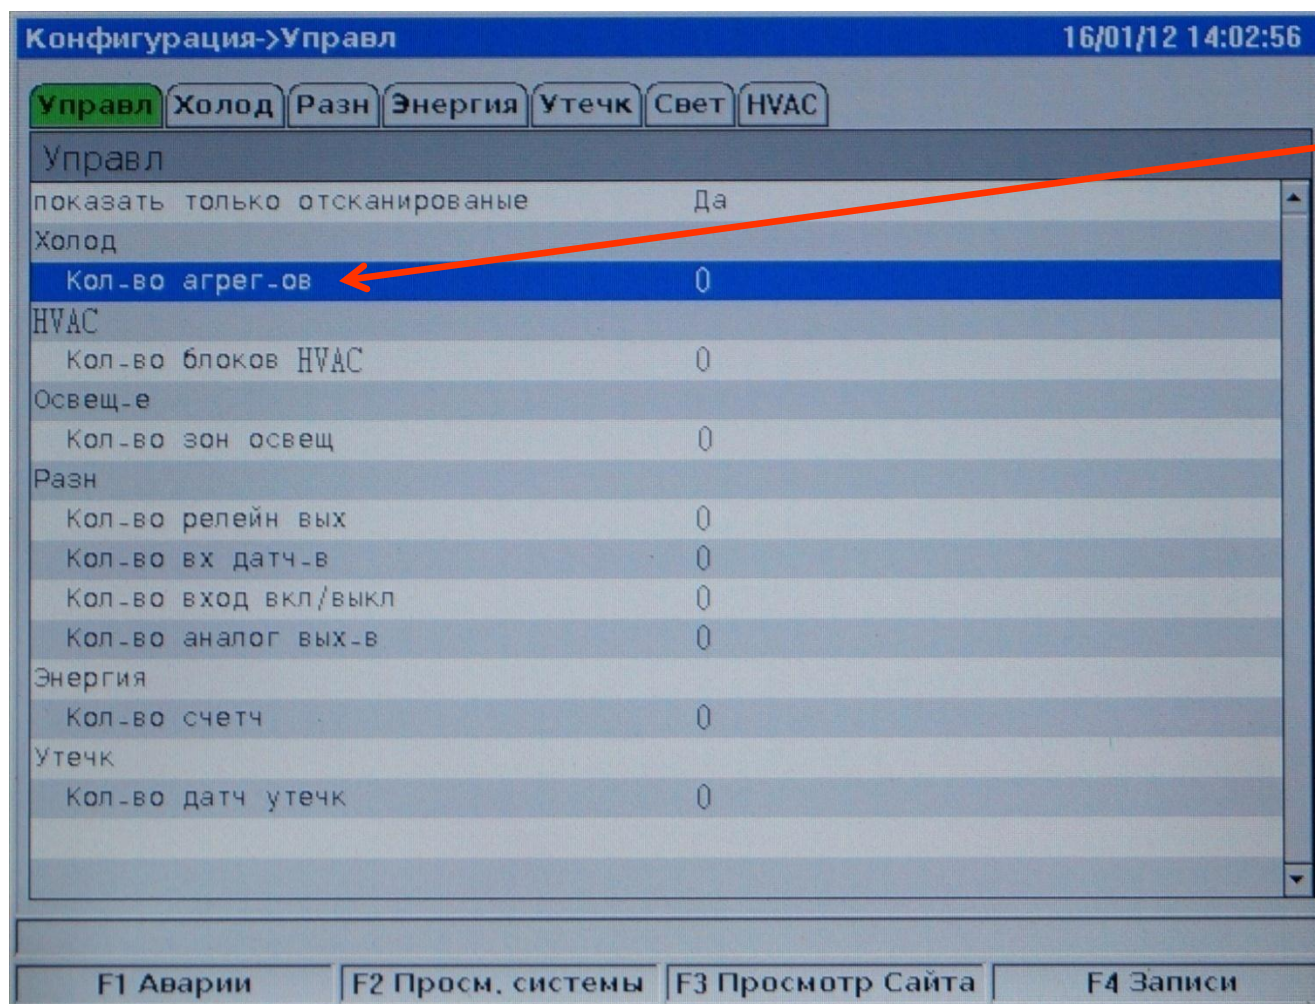 Конфигурация->Управл 16/01/12 14:02:56
Управл Холод Разн Энергия Утечк Свет HVAC
Управл
показать только отсканированые Да
Холод
Кол-во агрег-ов 0
HVAC
Кол-во блоков HVAC 0
Освещ-е
Кол-во зон освещ 0
Разн
Кол-во релейн вых 0
Кол-во вх датч-в 0
Кол-во вход вкл/выкл 0
Кол-во аналог вых-в 0
Энергия
Кол-во счетч 0
Утечк
Кол-во датч утечк 0
F1 Аварии F2 Просм. системы F3 Просмотр Сайта F4 Записи